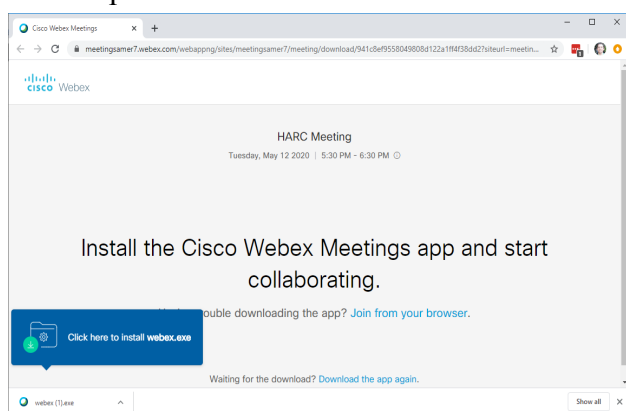 Cisco Webex Meetings
meetingsamer7.webex.com/webappng/sites/meetingsamer7/meeting/download/941c8ef9558049808d122a1ff4f38dd2?siteurl=meetin...
CISCO Webex
HARC Meeting
Tuesday, May 12 2020 | 5:30 PM - 6:30 PM
Install the Cisco Webex Meetings app and start
collaborating.
ouble downloading the app? Join from your browser.
Click here to install webex.exe
Waiting for the download? Download the app again.
webex (1).exe
Show all